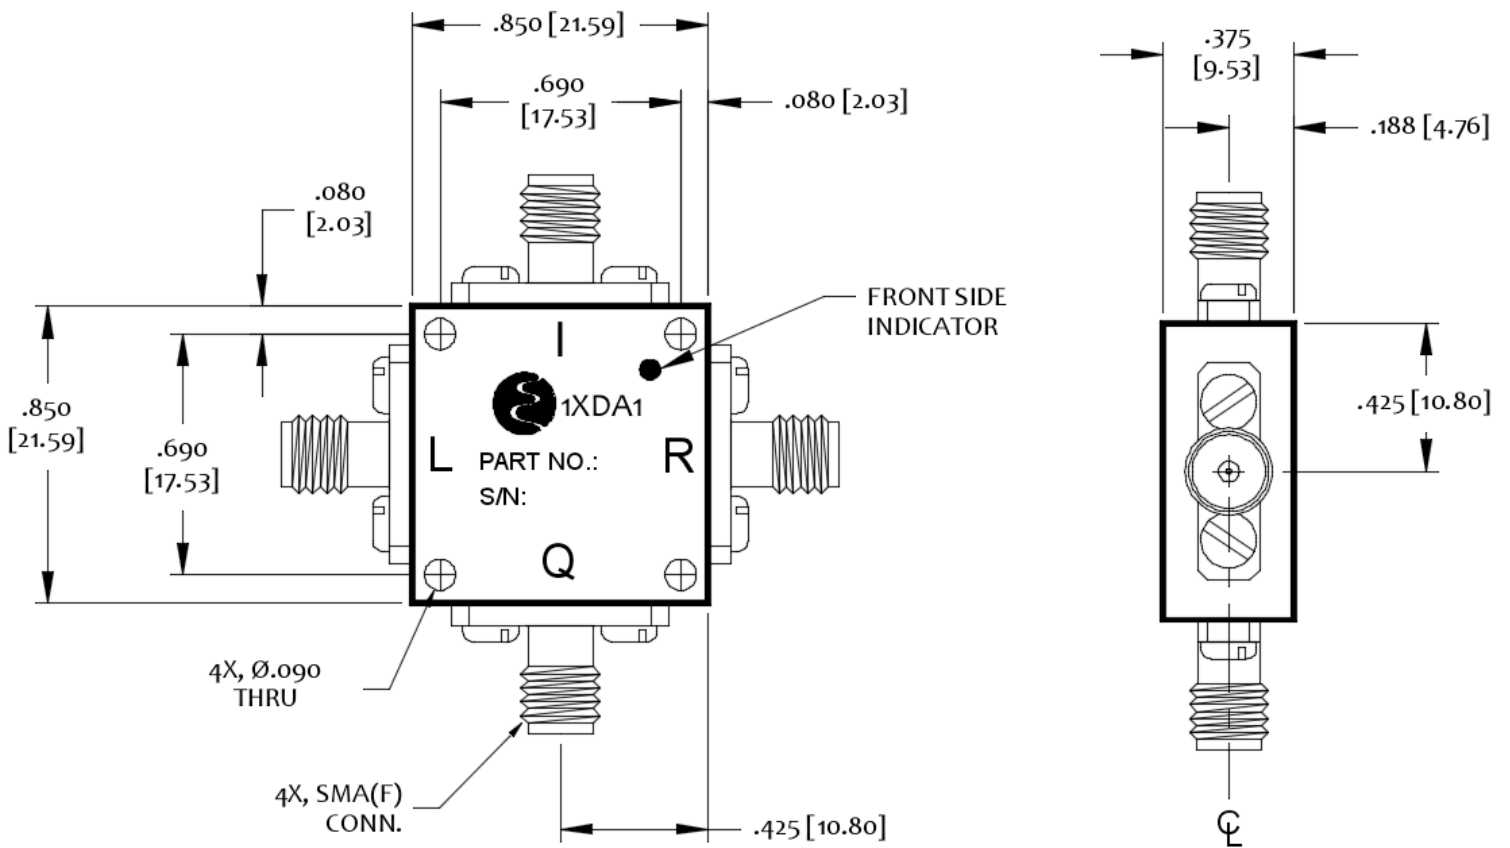 .850 [21.59]
.690
[17.53]
.080 [2.03]
.080
[2.03]
.375
[9.53]
.188 [4.76]
FRONT SIDE
INDICATOR
I
1XDA1
L
R
PART NO.:
S/N:
Q
.850
[21.59]
.690
[17.53]
.425 [10.80]
4X, Ø.090
THRU
4X, SMA(F)
CONN.
.425 [10.80]
℄